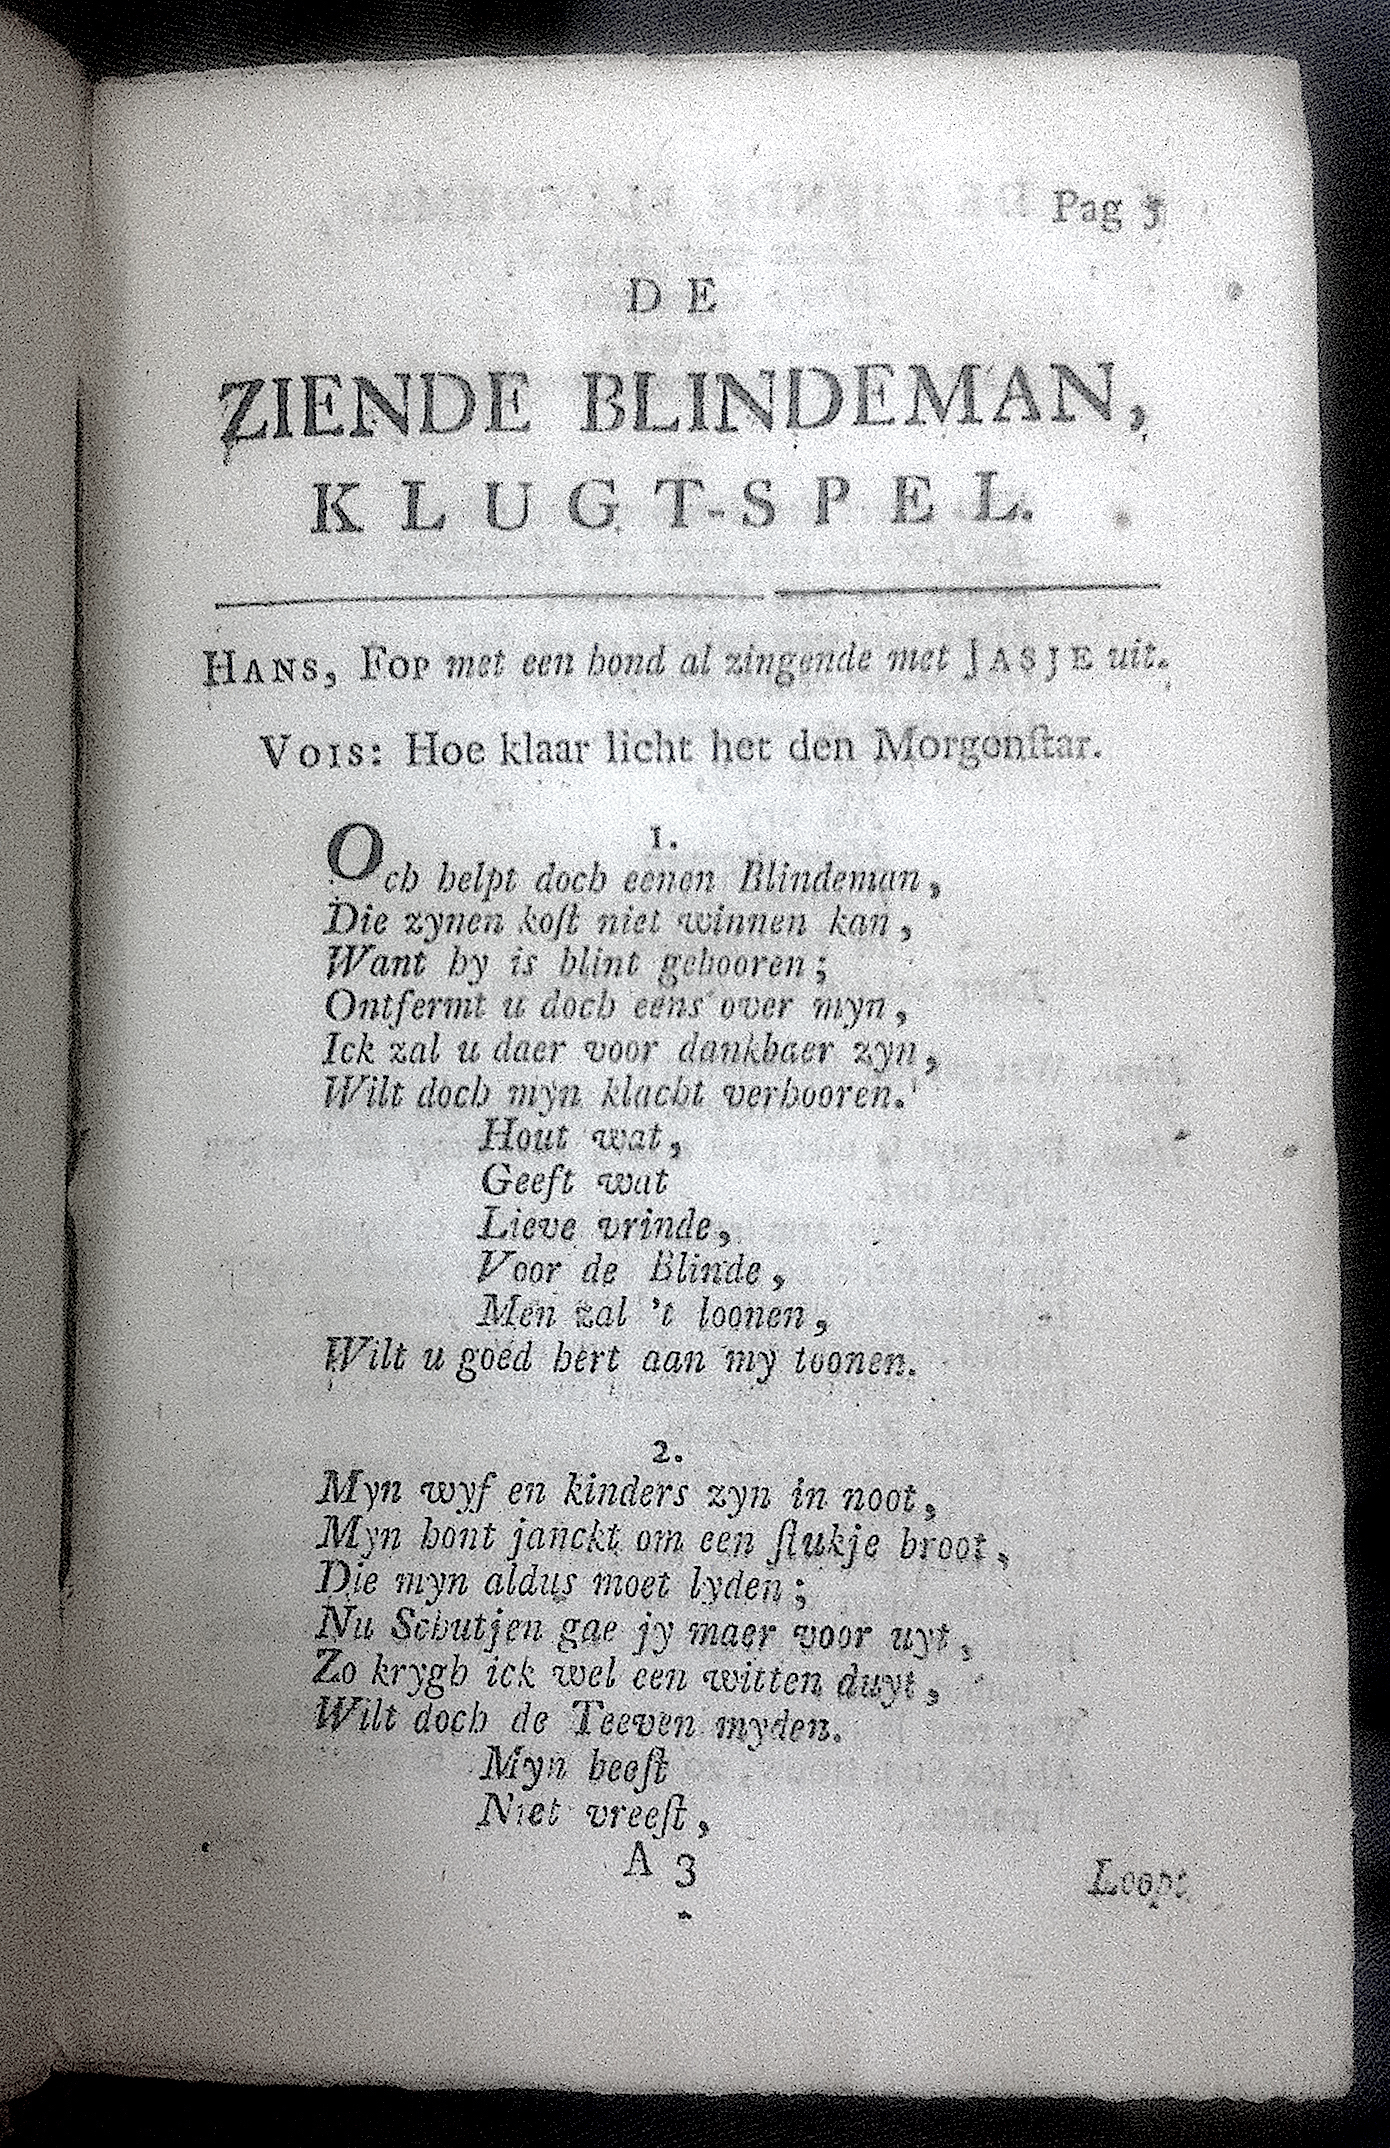 Pag 5
DE
ZIENDE BLINDEMAN,
KLUGT-SPEL.
HANS, FOP met een hond al zingende met JASJE uit.
VOIS: Hoe klaar licht het den Morgenſtar.
1.
Och helpt doch eenen Blindeman,
Die zynen koſt niet winnen kan,
Want hy is blint gebooren;
Ontfermt u doch eens over myn,
Ick zal u daer voor dankbaer zyn,
Wilt doch myn klacht verhooren.
Hout wat,
Geeft wat
Lieve vrinde,
Voor de Blinde,
Men zal 't loonen,
Wilt u goed hert aan my toonen.
2.
Myn wyf en kinders zyn in noot,
Myn hont janckt om een ſtukje broot,
Die myn aldus moet lyden;
Nu Schutjen gae jy maer voor uyt,
Zo krygh ick wel een witten duyt,
Wilt doch de Teeven myden.
Myn beeſt
Niet vreeſt,
A 3
Loopt